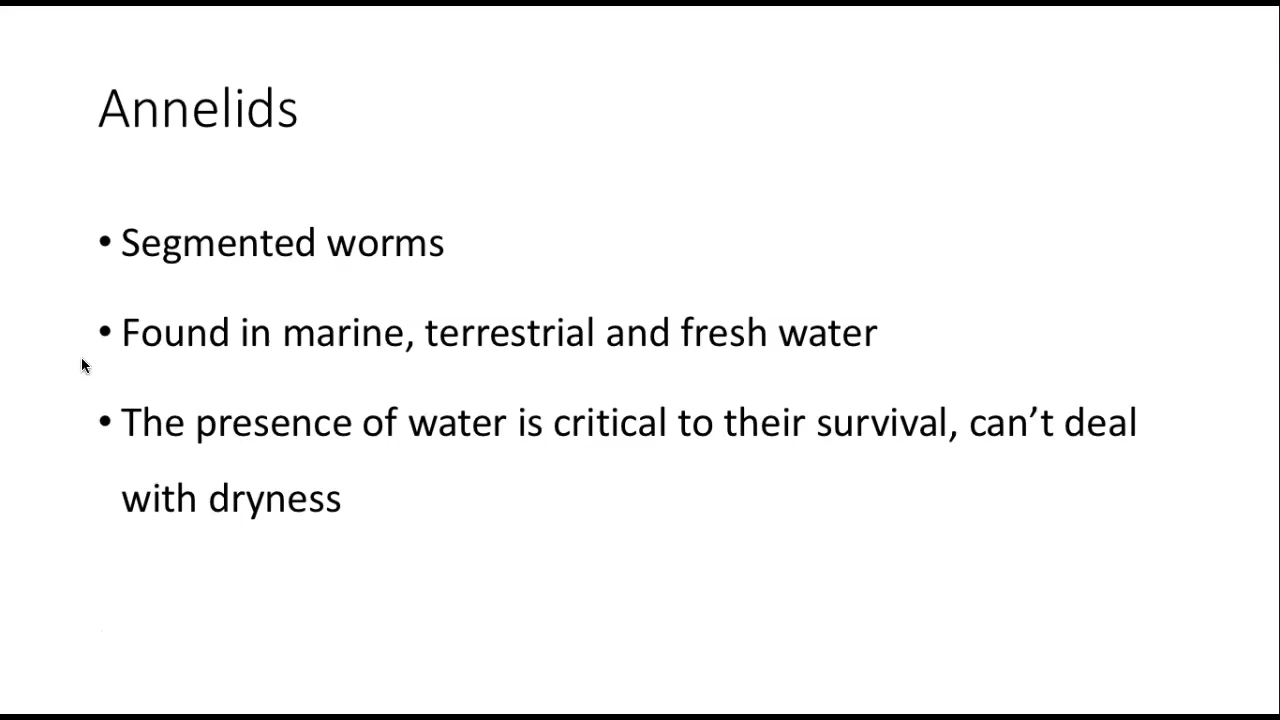 Annelids
• Segmented worms
• Found in marine, terrestrial and fresh water
• The presence of water is critical to their survival, can’t deal
with dryness